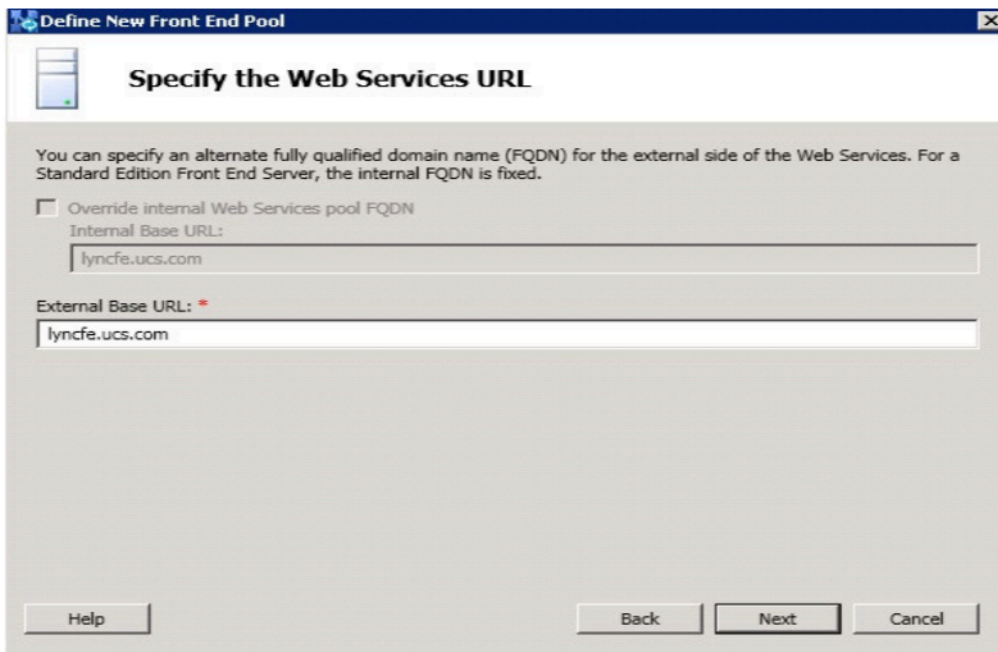 Define New Front End Pool
Specify the Web Services URL
You can specify an alternate fully qualified domain name (FQDN) for the external side of the Web Services. For a
Standard Edition Front End Server, the internal FQDN is fixed.
Override internal Web Services pool FQDN
Internal Base URL:
lyncfe.ucs.com
External Base URL: *
lyncfe.ucs.com
Help Back Next Cancel